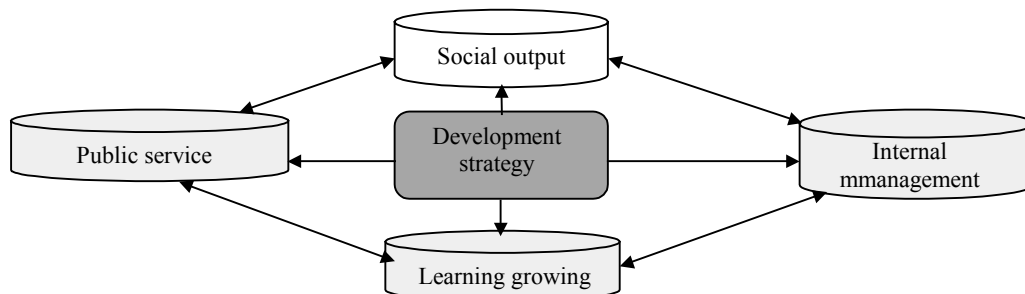 Social output
Public service
Development
strategy
Internal
mmanagement
Learning growing